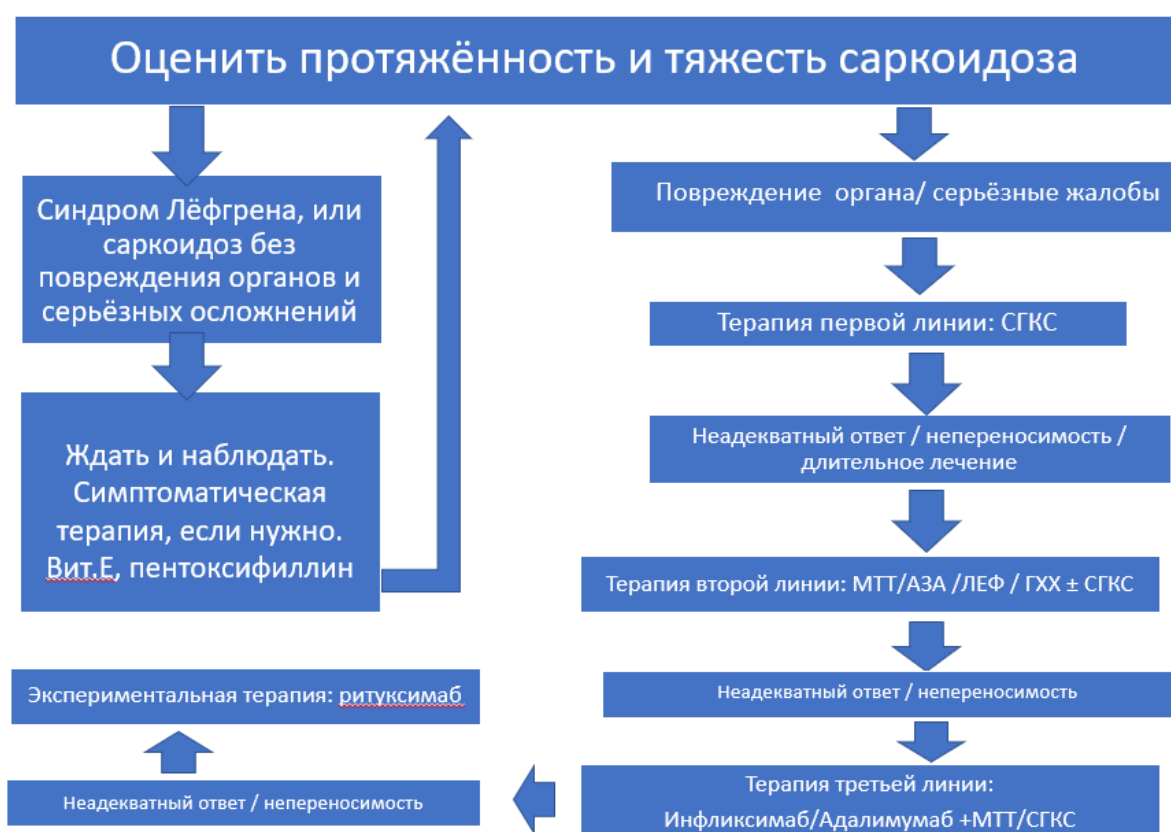 Оценить протяжённость и тяжесть саркоидоза
Синдром Лёфгрена, или
саркоидоз без
повреждения органов и
серьёзных осложнений
Ждать и наблюдать.
Симптоматическая
терапия, если нужно.
Вит.Е, пентоксифиллин
Повреждение органа/ серьёзные жалобы
Терапия первой линии: СГКС
Неадекватный ответ / непереносимость /
длительное лечение
Терапия второй линии: МТТ/АЗА /ЛЕФ / ГХХ ± СГКС
Неадекватный ответ / непереносимость
Терапия третьей линии:
Инфликсимаб/Адалимумаб +МТТ/СГКС
Неадекватный ответ / непереносимость
Экспериментальная терапия: ритуксимаб